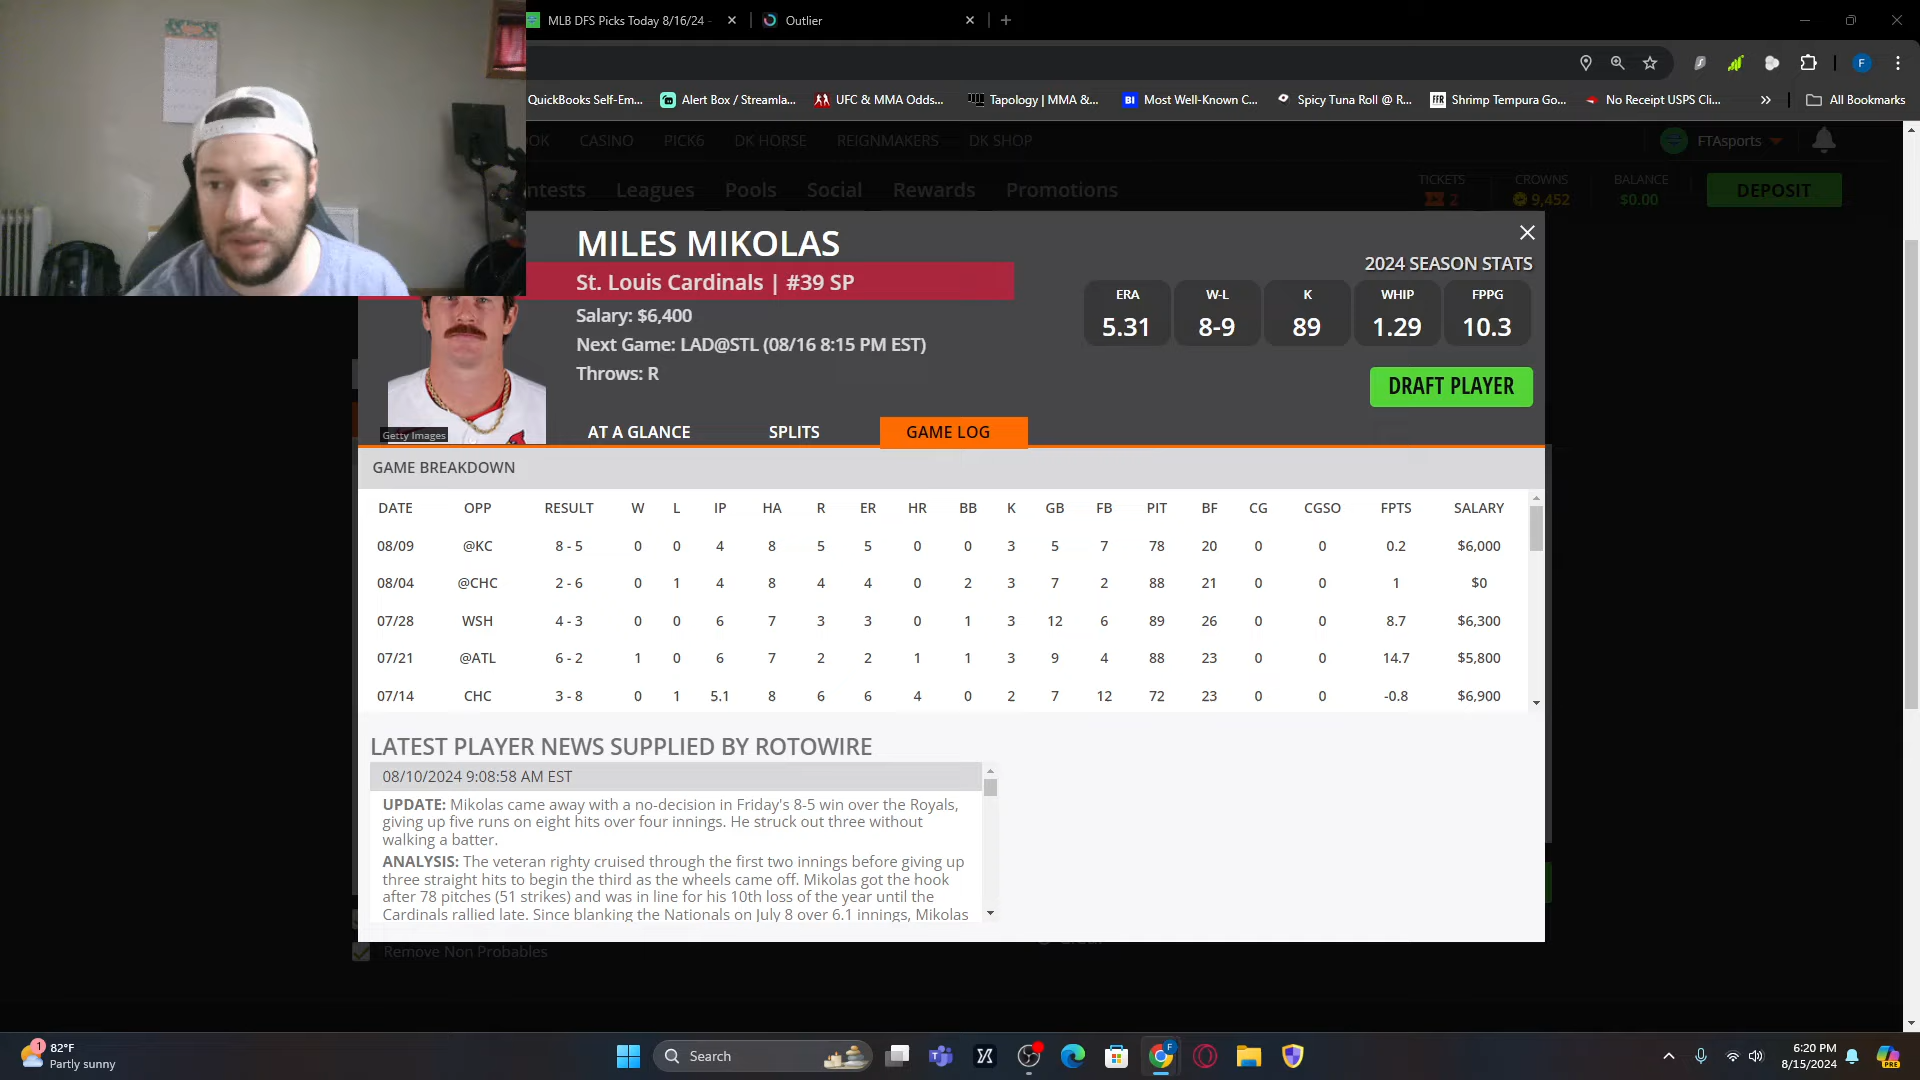 MLB DFS Picks Today 8/16/24 -
Outlier
QuickBooks Self-Em...
Alert Box / Streamla...
UFC & MMA Odds...
Tapology | MMA &...
BI Most Well-Known C...
Spicy Tuna Roll @ R...
FFR Shrimp Tempura Go...
No Receipt USPS Cli...
All Bookmarks
F
OK CASINO PICK6 DK HORSE REIGNMAKERS DK SHOP
FTAsports
ntests Leagues Pools Social Rewards Promotions
TICKETS 2
CROWNS 9,452
BALANCE $0.00
DEPOSIT
MILES MIKOLAS
St. Louis Cardinals | #39 SP
Salary: $6,400
Next Game: LAD@STL (08/16 8:15 PM EST)
Throws: R
2024 SEASON STATS
ERA W-L K WHIP FPPG
5.31 8-9 89 1.29 10.3
DRAFT PLAYER
Getty Images
AT A GLANCE SPLITS GAME LOG
GAME BREAKDOWN
DATE OPP RESULT W L IP HA R ER HR BB K GB FB PIT BF CG CGSO FPTS SALARY
08/09 @KC 8 - 5 0 0 4 8 5 5 0 0 3 5 7 78 20 0 0 0.2 $6,000
08/04 @CHC 2 - 6 0 1 4 8 4 4 0 2 3 7 2 88 21 0 0 1 $0
07/28 WSH 4 - 3 0 0 6 7 3 3 0 1 3 12 6 89 26 0 0 8.7 $6,300
07/21 @ATL 6 - 2 1 0 6 7 2 2 1 1 3 9 4 88 23 0 0 14.7 $5,800
07/14 CHC 3 - 8 0 1 5.1 8 6 6 4 0 2 7 12 72 23 0 0 -0.8 $6,900
LATEST PLAYER NEWS SUPPLIED BY ROTOWIRE
08/10/2024 9:08:58 AM EST
UPDATE: Mikolas came away with a no-decision in Friday's 8-5 win over the Royals,
giving up five runs on eight hits over four innings. He struck out three without
walking a batter.
ANALYSIS: The veteran righty cruised through the first two innings before giving up
three straight hits to begin the third as the wheels came off. Mikolas got the hook
after 78 pitches (51 strikes) and was in line for his 10th loss of the year until the
Cardinals rallied late. Since blanking the Nationals on July 8 over 6.1 innings, Mikolas
Remove Non Probables
1
82°F
Partly sunny
Search
F
6:20 PM
8/15/2024
PRE